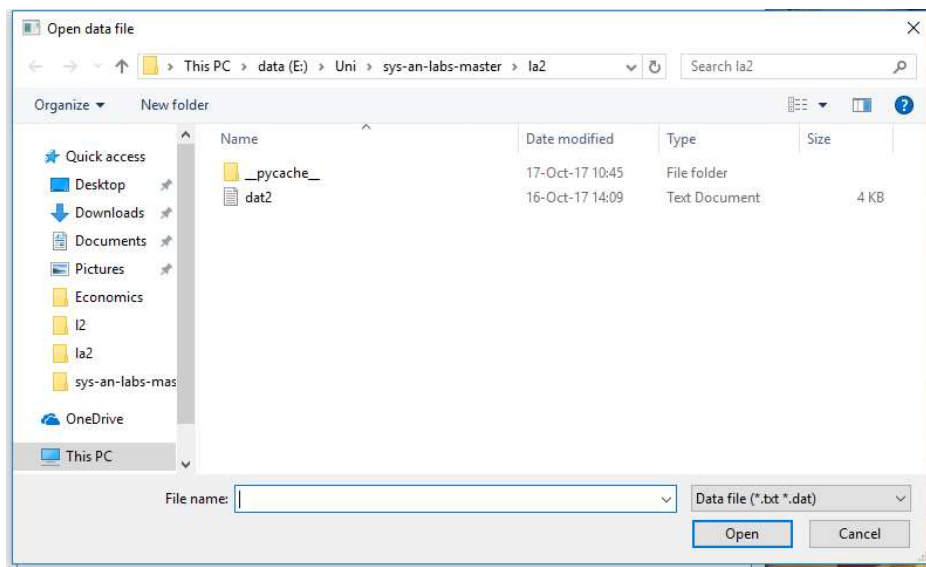 Open data file
This PC > data (E:) > Uni > sys-an-labs-master > la2
Search la2
Organize
New folder
Name
Date modified
Type
Size
__pycache__
17-Oct-17 10:45
File folder
dat2
16-Oct-17 14:09
Text Document
4 KB
Quick access
Desktop
Downloads
Documents
Pictures
Economics
l2
la2
sys-an-labs-mas
OneDrive
This PC
File name:
Data file (*.txt *.dat)
Open
Cancel